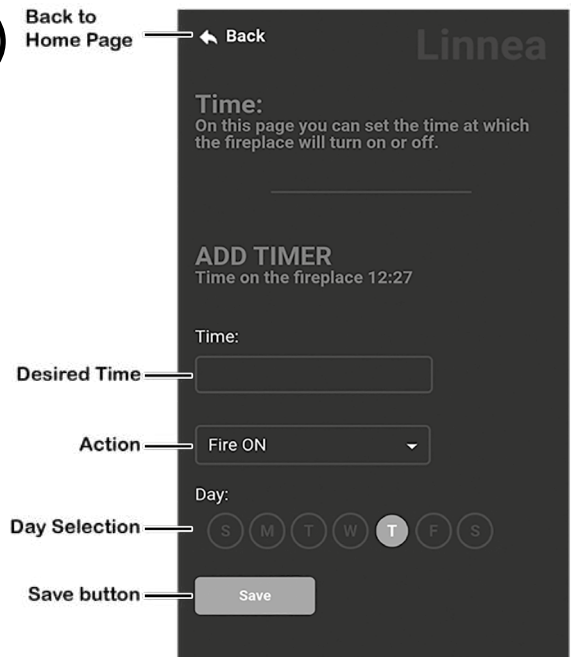 Back to
Home Page
Back
Linnea
Time:
On this page you can set the time at which
the fireplace will turn on or off.
ADD TIMER
Time on the fireplace 12:27
Time:
Desired Time
Action
Fire ON
Day:
Day Selection
S M T W T F S
Save button
Save